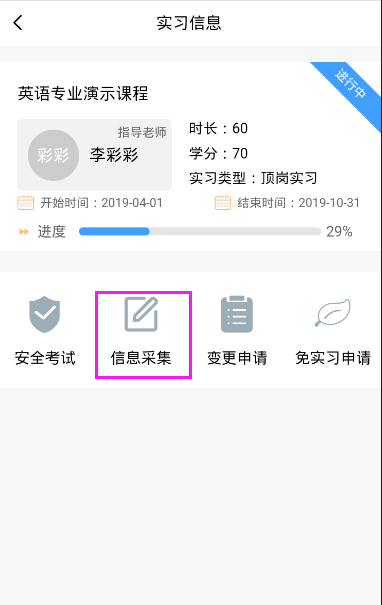 实习信息
进行中
英语专业演示课程
指导老师
彩彩 李彩彩
时长：60
学分：70
实习类型：顶岗实习
开始时间：2019-04-01 结束时间：2019-10-31
进度 29%
安全考试 信息采集 变更申请 免实习申请